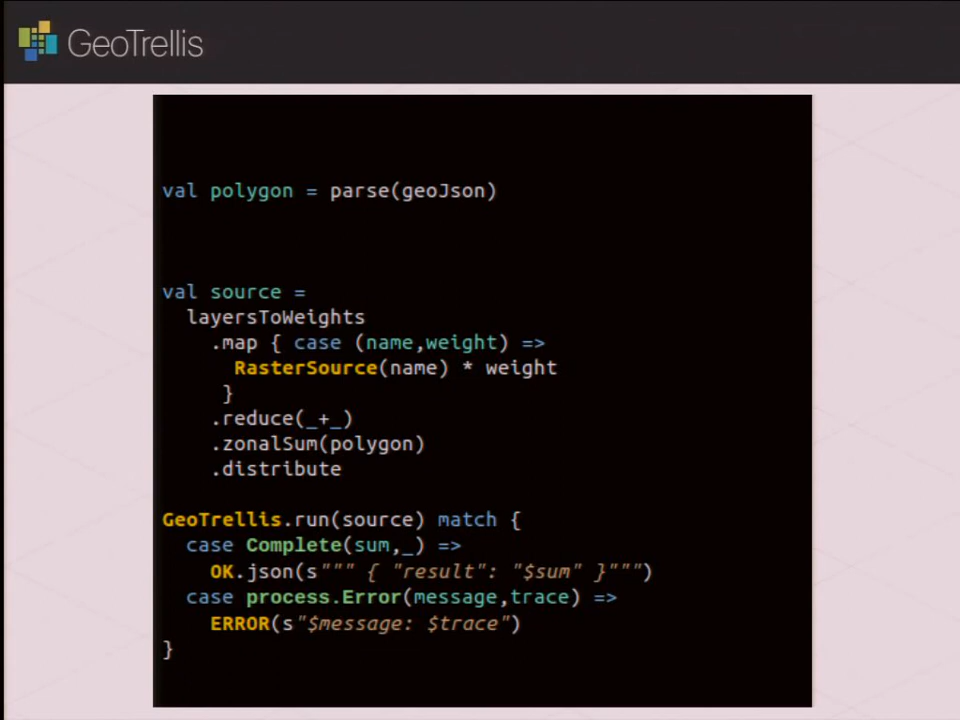 GeoTrellis
val polygon = parse(geoJson)
val source =
layersToWeights
.map { case (name,weight) =>
RasterSource(name) * weight
}
.reduce(_+_)
.zonalSum(polygon)
.distribute
GeoTrellis.run(source) match {
case Complete(sum,_) =>
OK.json(s""" { "result": "$sum" }""")
case process.Error(message,trace) =>
ERROR(s"$message: $trace")
}